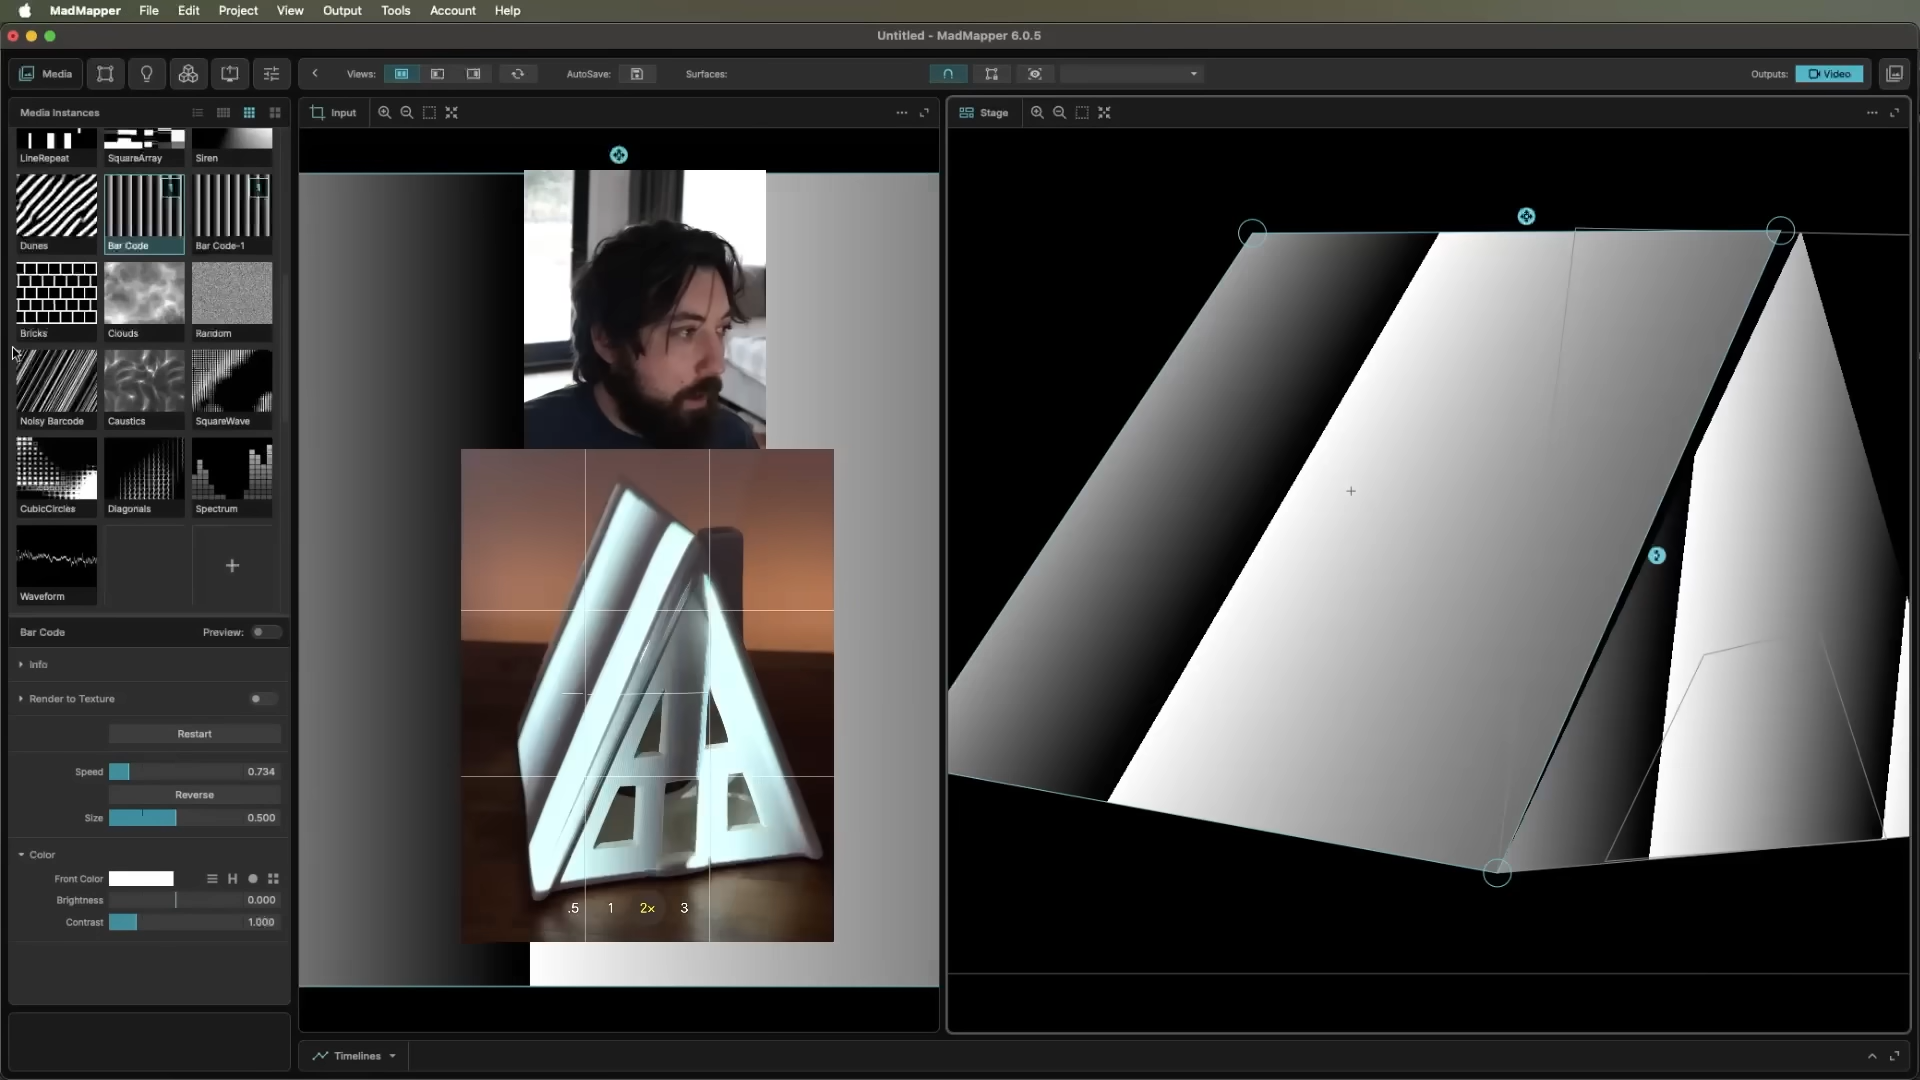 MadMapper File Edit Project View Output Tools Account Help
Untitled - MadMapper 6.0.5
Media
Views:
AutoSave:
Surfaces:
Outputs:
Video
Media Instances
Input
Stage
LineRepeat
SquareArray
Siren
Dunes
Bar Code
Bar Code-1
Bricks
Clouds
Random
Noisy Barcode
Caustics
SquareWave
CubicCircles
Diagonals
Spectrum
Waveform
Bar Code
Preview:
Info
Render to Texture
Restart
Speed 0.734
Reverse
Size 0.500
Color
Front Color
H
Brightness 0.000
Contrast 1.000
.5 1 2× 3
Timelines